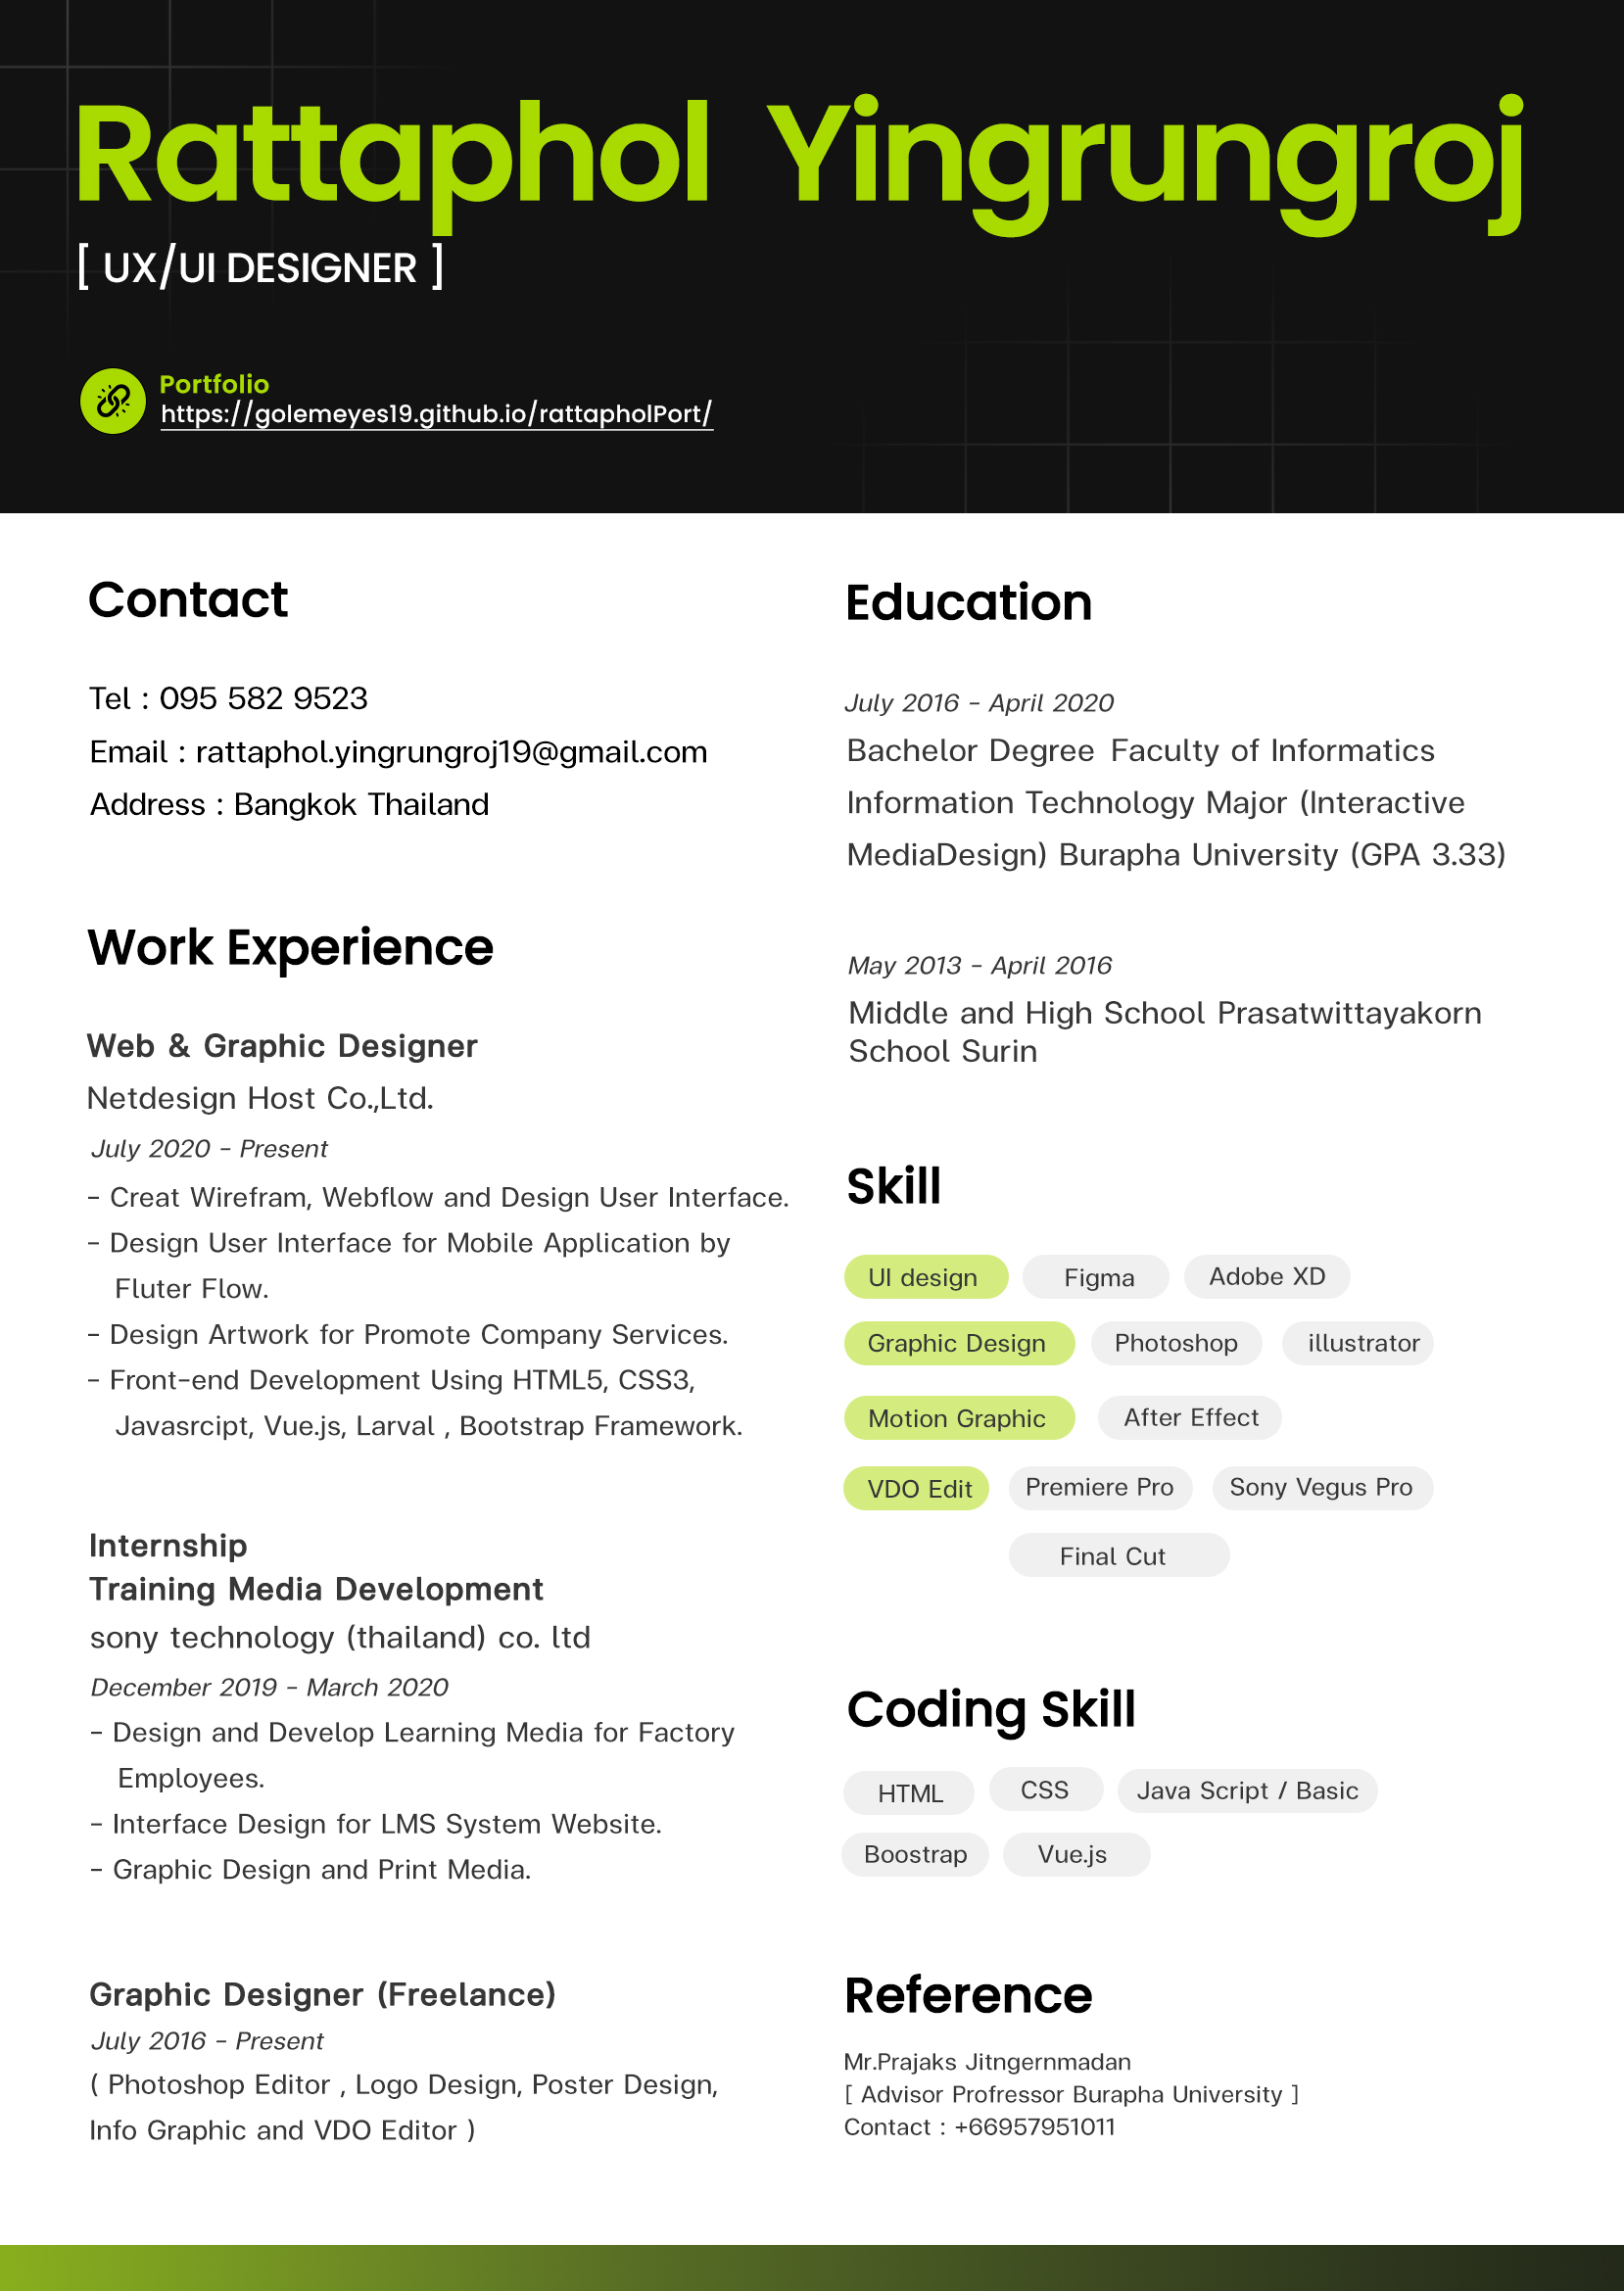 Rattaphol Yingrungroj
[ UX/UI DESIGNER ]
Portfolio
https://golemeyes19.github.io/rattapholPort/
Contact
Tel : 095 582 9523
Email : rattaphol.yingrungroj19@gmail.com
Address : Bangkok Thailand
Work Experience
Web & Graphic Designer
Netdesign Host Co.,Ltd.
July 2020 - Present
- Creat Wirefram, Webflow and Design User Interface.
- Design User Interface for Mobile Application by
Fluter Flow.
- Design Artwork for Promote Company Services.
- Front-end Development Using HTML5, CSS3,
Javasrcipt, Vue.js, Larval , Bootstrap Framework.
Internship
Training Media Development
sony technology (thailand) co. ltd
December 2019 - March 2020
- Design and Develop Learning Media for Factory
Employees.
- Interface Design for LMS System Website.
- Graphic Design and Print Media.
Graphic Designer (Freelance)
July 2016 - Present
( Photoshop Editor , Logo Design, Poster Design,
Info Graphic and VDO Editor )
Education
July 2016 - April 2020
Bachelor Degree Faculty of Informatics
Information Technology Major (Interactive
MediaDesign) Burapha University (GPA 3.33)
May 2013 - April 2016
Middle and High School Prasatwittayakorn
School Surin
Skill
UI design Figma Adobe XD
Graphic Design Photoshop illustrator
Motion Graphic After Effect
VDO Edit Premiere Pro Sony Vegus Pro
Final Cut
Coding Skill
HTML CSS Java Script / Basic
Boostrap Vue.js
Reference
Mr.Prajaks Jitngernmadan
[ Advisor Profressor Burapha University ]
Contact : +66957951011